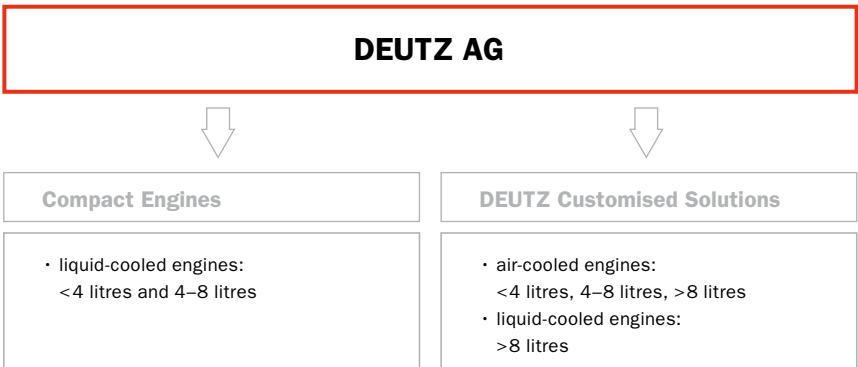 DEUTZ AG
Compact Engines
DEUTZ Customised Solutions
· liquid-cooled engines:
<4 litres and 4–8 litres
· air-cooled engines:
<4 litres, 4–8 litres, >8 litres
· liquid-cooled engines:
>8 litres